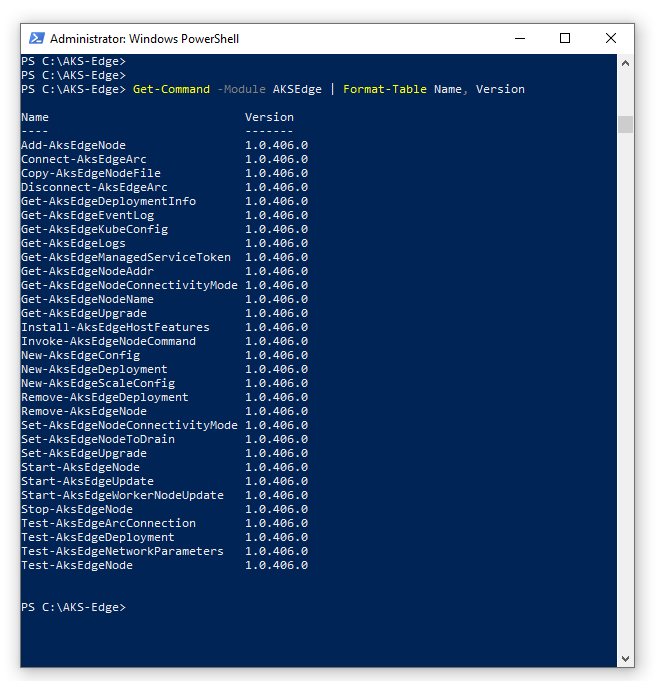 Administrator: Windows PowerShell
PS C:\AKS-Edge>
PS C:\AKS-Edge>
PS C:\AKS-Edge> Get-Command -Module AKSEdge | Format-Table Name, Version
Name Version
---- -------
Add-AksEdgeNode 1.0.406.0
Connect-AksEdgeArc 1.0.406.0
Copy-AksEdgeNodeFile 1.0.406.0
Disconnect-AksEdgeArc 1.0.406.0
Get-AksEdgeDeploymentInfo 1.0.406.0
Get-AksEdgeEventLog 1.0.406.0
Get-AksEdgeKubeConfig 1.0.406.0
Get-AksEdgeLogs 1.0.406.0
Get-AksEdgeManagedServiceToken 1.0.406.0
Get-AksEdgeNodeAddr 1.0.406.0
Get-AksEdgeNodeConnectivityMode 1.0.406.0
Get-AksEdgeNodeName 1.0.406.0
Get-AksEdgeUpgrade 1.0.406.0
Install-AksEdgeHostFeatures 1.0.406.0
Invoke-AksEdgeNodeCommand 1.0.406.0
New-AksEdgeConfig 1.0.406.0
New-AksEdgeDeployment 1.0.406.0
New-AksEdgeScaleConfig 1.0.406.0
Remove-AksEdgeDeployment 1.0.406.0
Remove-AksEdgeNode 1.0.406.0
Set-AksEdgeNodeConnectivityMode 1.0.406.0
Set-AksEdgeNodeToDrain 1.0.406.0
Set-AksEdgeUpgrade 1.0.406.0
Start-AksEdgeNode 1.0.406.0
Start-AksEdgeUpdate 1.0.406.0
Start-AksEdgeWorkerNodeUpdate 1.0.406.0
Stop-AksEdgeNode 1.0.406.0
Test-AksEdgeArcConnection 1.0.406.0
Test-AksEdgeDeployment 1.0.406.0
Test-AksEdgeNetworkParameters 1.0.406.0
Test-AksEdgeNode 1.0.406.0
PS C:\AKS-Edge>